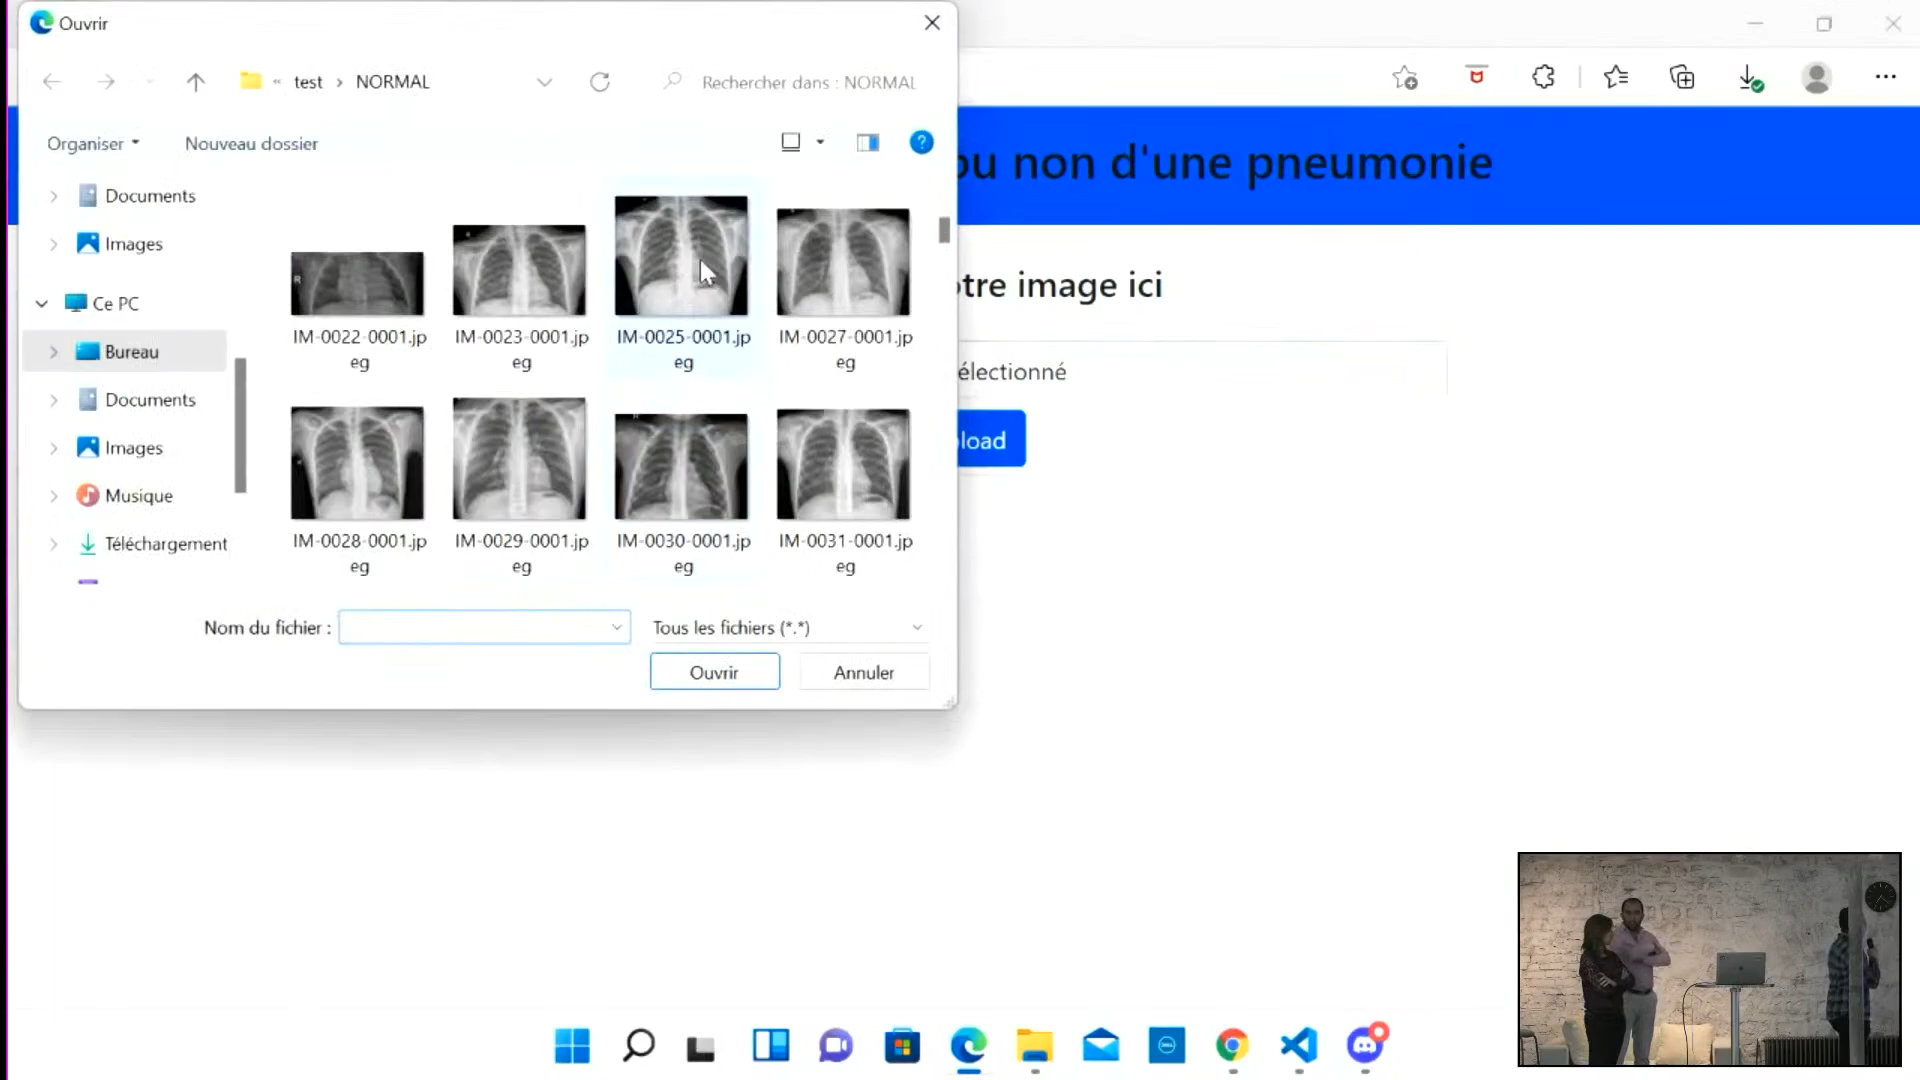 Ouvrir
test › NORMAL
Rechercher dans : NORMAL
Organiser
Nouveau dossier
ou non d'une pneumonie
Documents
Images
Ce PC
Bureau
Documents
Images
Musique
Téléchargement
IM-0022-0001.jp
eg
IM-0023-0001.jp
eg
IM-0025-0001.jp
eg
IM-0027-0001.jp
eg
IM-0028-0001.jp
eg
IM-0029-0001.jp
eg
IM-0030-0001.jp
eg
IM-0031-0001.jp
eg
otre image ici
électionné
load
Nom du fichier :
Tous les fichiers (*.*)
Ouvrir
Annuler